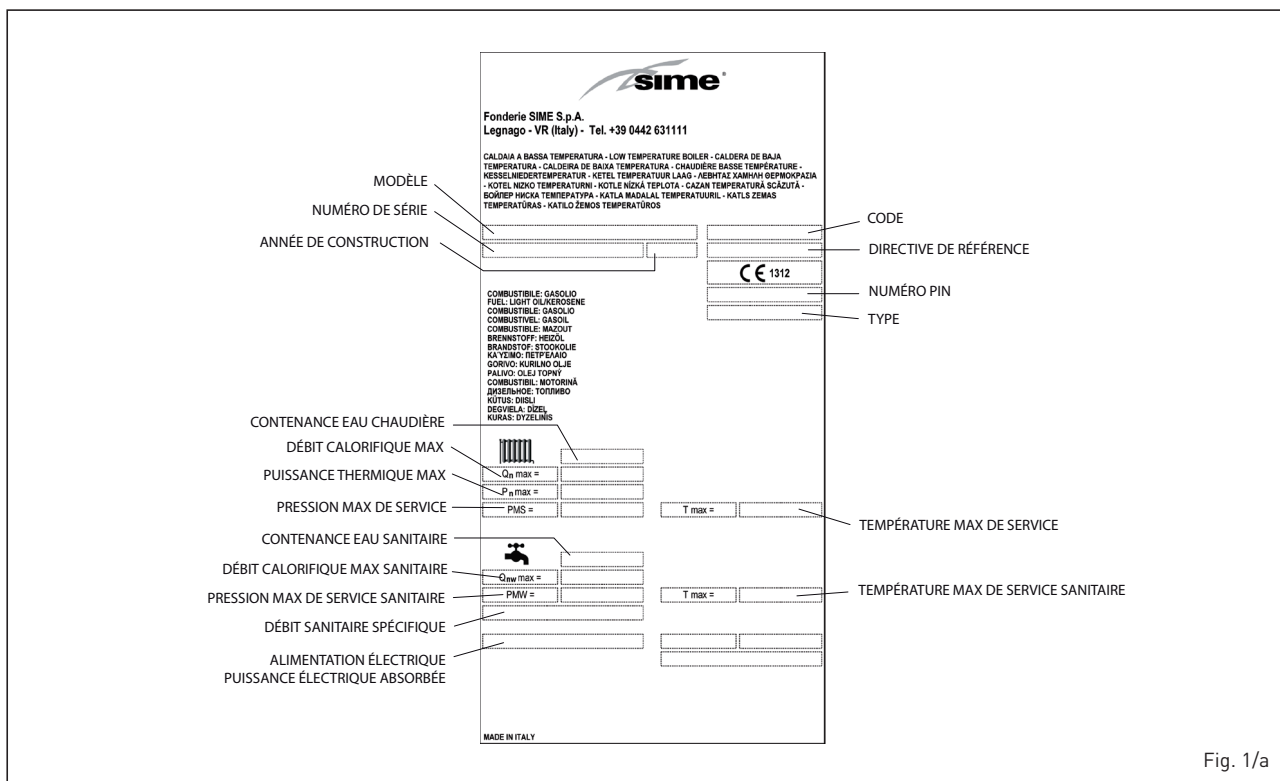 sime®
Fonderie SIME S.p.A.
Legnago - VR (Italy) - Tel. +39 0442 631111
CALDAIA A BASSA TEMPERATURA - LOW TEMPERATURE BOILER - CALDERA DE BAJA
TEMPERATURA - CALDEIRA DE BAIXA TEMPERATURA - CHAUDIÈRE BASSE TEMPÉRATURE -
KESSELNIEDERTEMPERATUR - KETEL TEMPERATUUR LAAG - ΛΕΒΗΤΑΣ ΧΑΜΗΛΗ ΘΕΡΜΟΚΡΑΣΙΑ
- KOTEL NIZKO TEMPERATURNI - KOTLE NÍZKÁ TEPLOTA - CAZAN TEMPERATURĂ SCĂZUTĂ -
БОЙЛЕР НИСКА ТЕМПЕРАТУРА - KATLA MADALAL TEMPERATUURIL - KATLS ZEMAS
TEMPERATŪRAS - KATILO ŽEMOS TEMPERATŪROS
MODÈLE
NUMÉRO DE SÉRIE
ANNÉE DE CONSTRUCTION
CODE
DIRECTIVE DE RÉFÉRENCE
CE 1312
NUMÉRO PIN
TYPE
COMBUSTIBILE: GASOLIO
FUEL: LIGHT OIL/KEROSENE
COMBUSTIBLE: GASOLIO
COMBUSTIVEL: GASOIL
COMBUSTIBLE: MAZOUT
BRENNSTOFF: HEIZÖL
BRANDSTOF: STOOKOLIE
ΚΑΎΣΙΜΟ: ΠΕΤΡΈΛΑΙΟ
GORIVO: KURILNO OLJE
PALIVO: OLEJ TOPNÝ
COMBUSTIBIL: MOTORINĂ
ДИЗЕЛЬНОЕ: ТОПЛИВО
KÜTUS: DIISLI
DEGVIELA: DĪZEĻ
KURAS: DYZELINIS
CONTENANCE EAU CHAUDIÈRE
DÉBIT CALORIFIQUE MAX
Qn max =
PUISSANCE THERMIQUE MAX
Pn max =
PRESSION MAX DE SERVICE
PMS =
T max =
TEMPÉRATURE MAX DE SERVICE
CONTENANCE EAU SANITAIRE
DÉBIT CALORIFIQUE MAX SANITAIRE
Qnw max =
PRESSION MAX DE SERVICE SANITAIRE
PMW =
T max =
TEMPÉRATURE MAX DE SERVICE SANITAIRE
DÉBIT SANITAIRE SPÉCIFIQUE
ALIMENTATION ÉLECTRIQUE
PUISSANCE ÉLECTRIQUE ABSORBÉE
MADE IN ITALY
Fig. 1/a